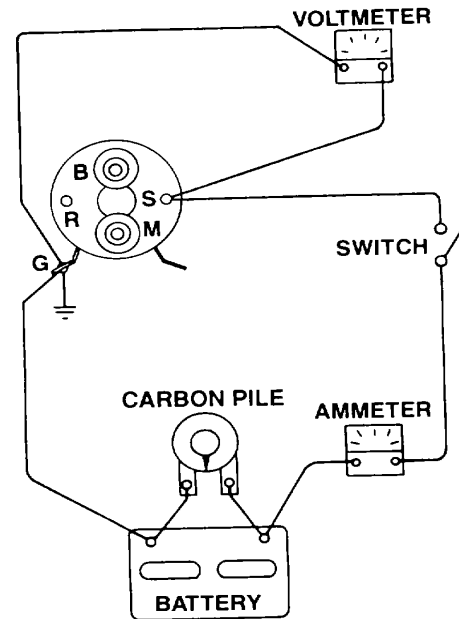 VOLTMETER
B
S
R
M
G
SWITCH
CARBON PILE
AMMETER
BATTERY